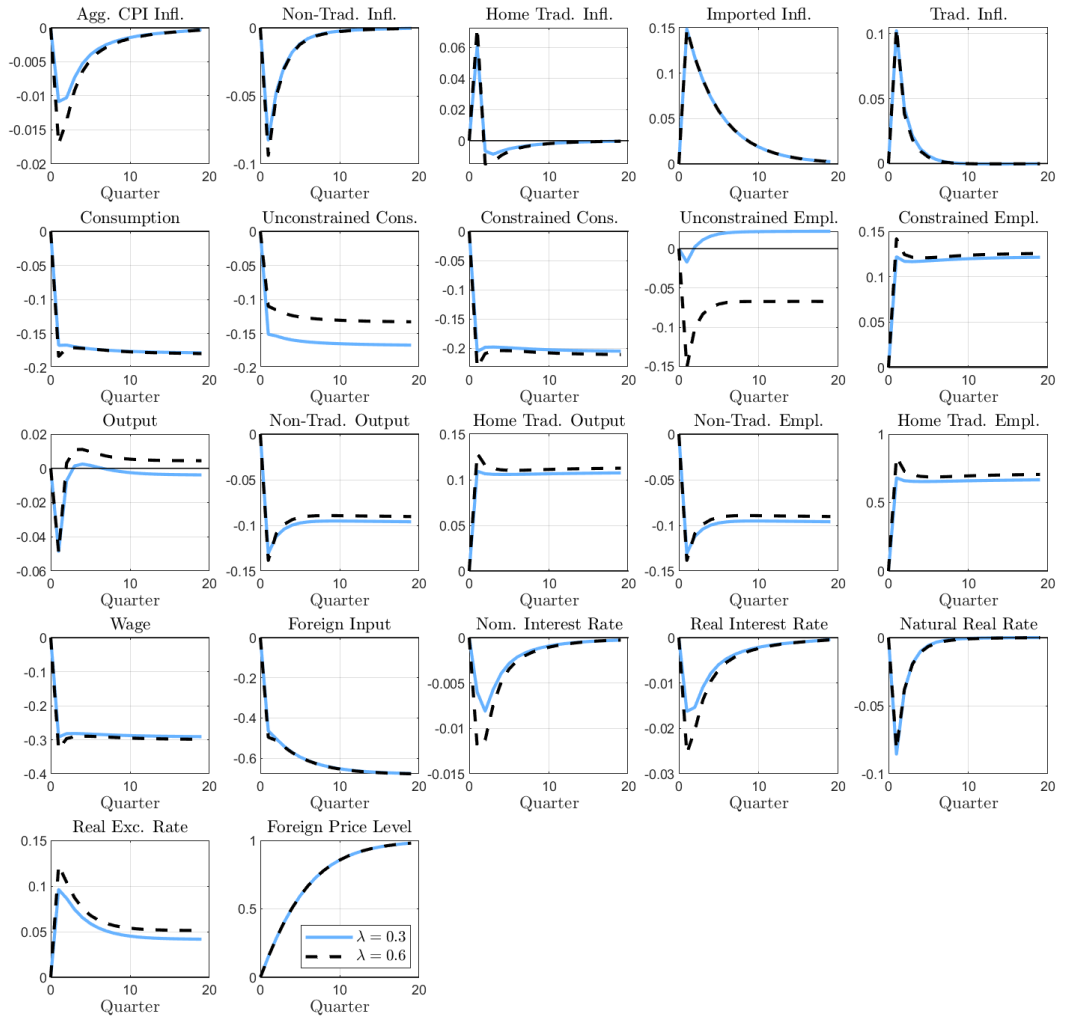 Agg. CPI Infl. Non-Trad. Infl. Home Trad. Infl. Imported Infl. Trad. Infl.
0 0 0.06 0.15 0.1
-0.005 0.04 0.1
-0.01 -0.05 0.02 0.05 0.05
-0.015 0
-0.02 -0.1 0 0
0 10 20 0 10 20 0 10 20 0 10 20 0 10 20
Quarter Quarter Quarter Quarter Quarter
Consumption Unconstrained Cons. Constrained Cons. Unconstrained Empl. Constrained Empl.
0 0 0 0 0.15
-0.05 -0.05 -0.05 0.1
-0.1 -0.1 -0.1 -0.05 0.05
-0.15 -0.15 -0.15 -0.1
-0.2 -0.2 -0.2 -0.15 0
0 10 20 0 10 20 0 10 20 0 10 20 0 10 20
Quarter Quarter Quarter Quarter Quarter
Output Non-Trad. Output Home Trad. Output Non-Trad. Empl. Home Trad. Empl.
0.02 0 0.15 0 1
0 -0.05 0.1 -0.05
-0.02 0.5
-0.04 -0.1 0.05 -0.1
-0.06 -0.15 0 -0.15 0
0 10 20 0 10 20 0 10 20 0 10 20 0 10 20
Quarter Quarter Quarter Quarter Quarter
Wage Foreign Input Nom. Interest Rate Real Interest Rate Natural Real Rate
0 0 0 0 0
-0.1 -0.2 -0.005 -0.01
-0.2 -0.4 -0.05
-0.3 -0.6 -0.01 -0.02
-0.4 -0.015 -0.03 -0.1
0 10 20 0 10 20 0 10 20 0 10 20 0 10 20
Quarter Quarter Quarter Quarter Quarter
Real Exc. Rate Foreign Price Level
0.15 1
0.1
0.5
0.05 λ = 0.3
λ = 0.6
0 0
0 10 20 0 10 20
Quarter Quarter